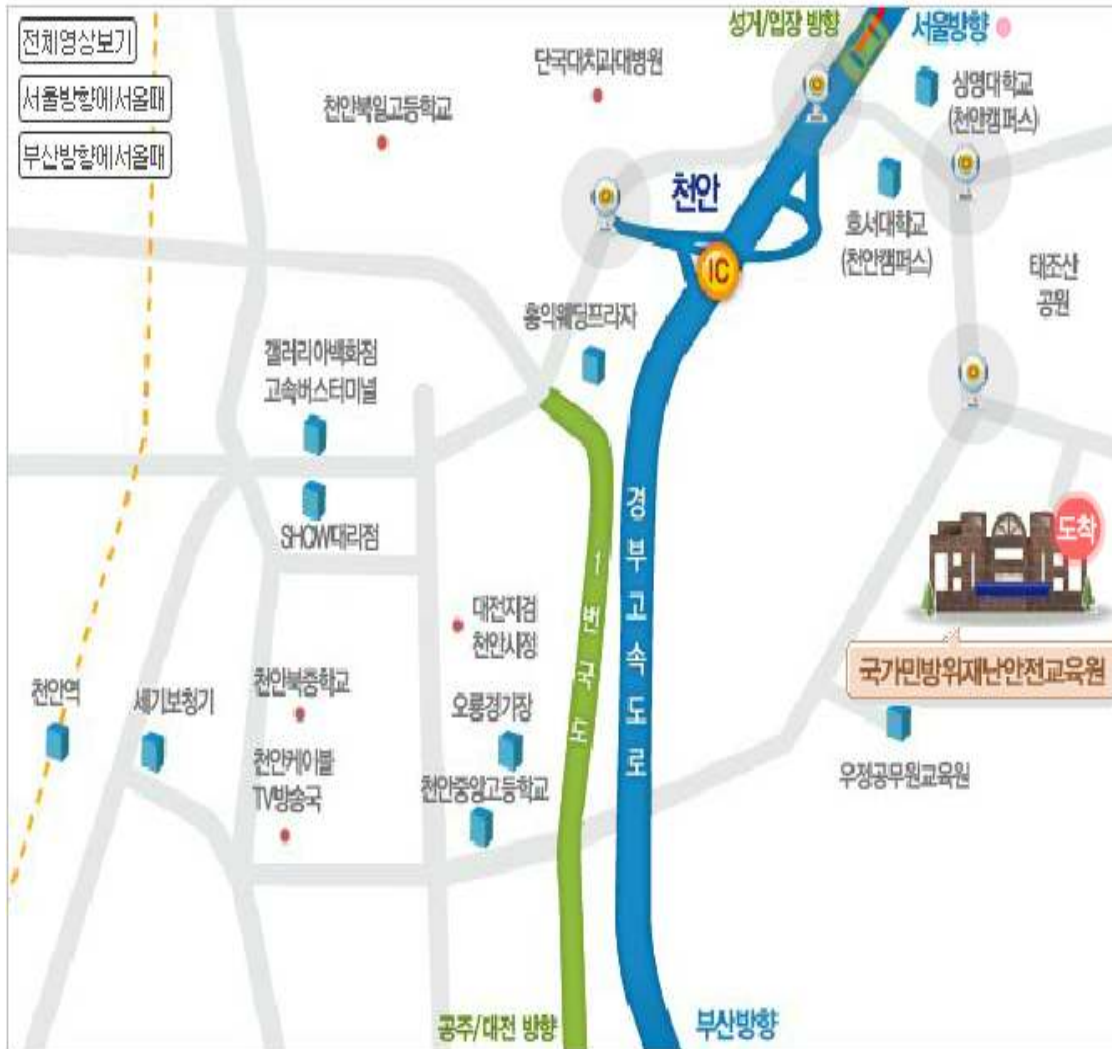 전체영상보기
서울방향에서올때
부산방향에서올때
성거/입장 방향
서울방향
단국대치과대병원
천안북일고등학교
상명대학교
(천안캠퍼스)
천안
IC
호서대학교
(천안캠퍼스)
태조산
공원
홍익웨딩프라자
갤러리아백화점
고속버스터미널
SHOW대리점
1번국도
경부고속도로
도착
대전지검
천안시청
국가민방위재난안전교육원
천안역
세기보청기
천안북중학교
오룡경기장
천안케이블
TV방송국
천안중앙고등학교
우정공무원교육원
공주/대전 방향
부산방향